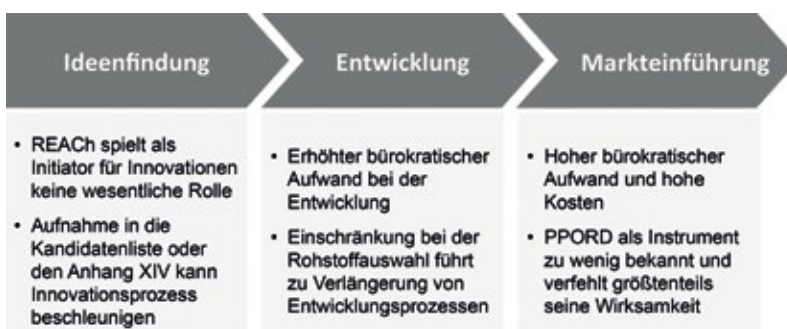 Ideenfindung
Entwicklung
Markteinführung
• REACh spielt als
Initiator für Innovationen
keine wesentliche Rolle
• Aufnahme in die
Kandidatenliste oder
den Anhang XIV kann
Innovationsprozess
beschleunigen
• Erhöhter bürokratischer
Aufwand bei der
Entwicklung
• Einschränkung bei der
Rohstoffauswahl führt
zu Verlängerung von
Entwicklungsprozessen
• Hoher bürokratischer
Aufwand und hohe
Kosten
• PPORD als Instrument
zu wenig bekannt und
verfehlt größtenteils
seine Wirksamkeit